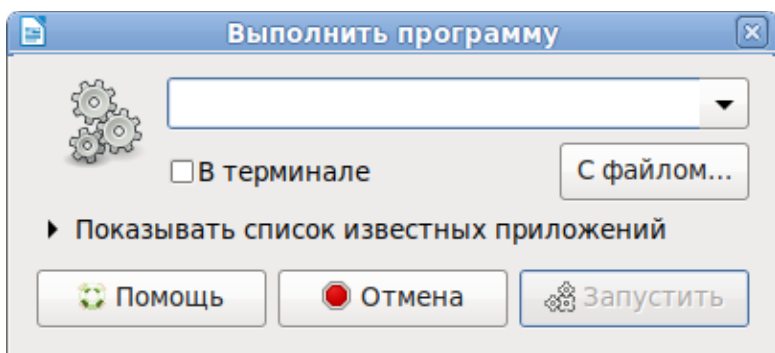 Выполнить программу
В терминале
С файлом...
Показывать список известных приложений
Помощь
Отмена
Запустить